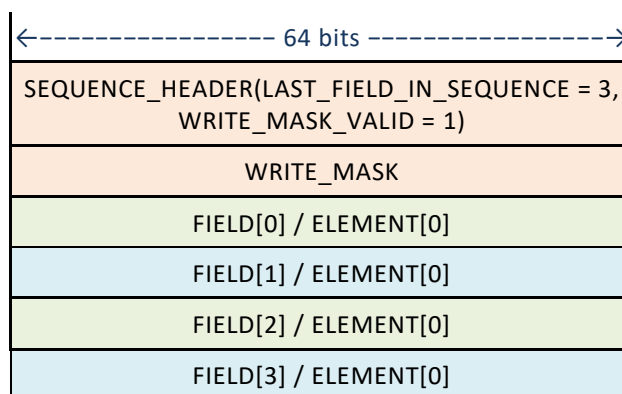 ←------------------ 64 bits ------------------→
SEQUENCE_HEADER(LAST_FIELD_IN_SEQUENCE = 3,
WRITE_MASK_VALID = 1)
WRITE_MASK
FIELD[0] / ELEMENT[0]
FIELD[1] / ELEMENT[0]
FIELD[2] / ELEMENT[0]
FIELD[3] / ELEMENT[0]